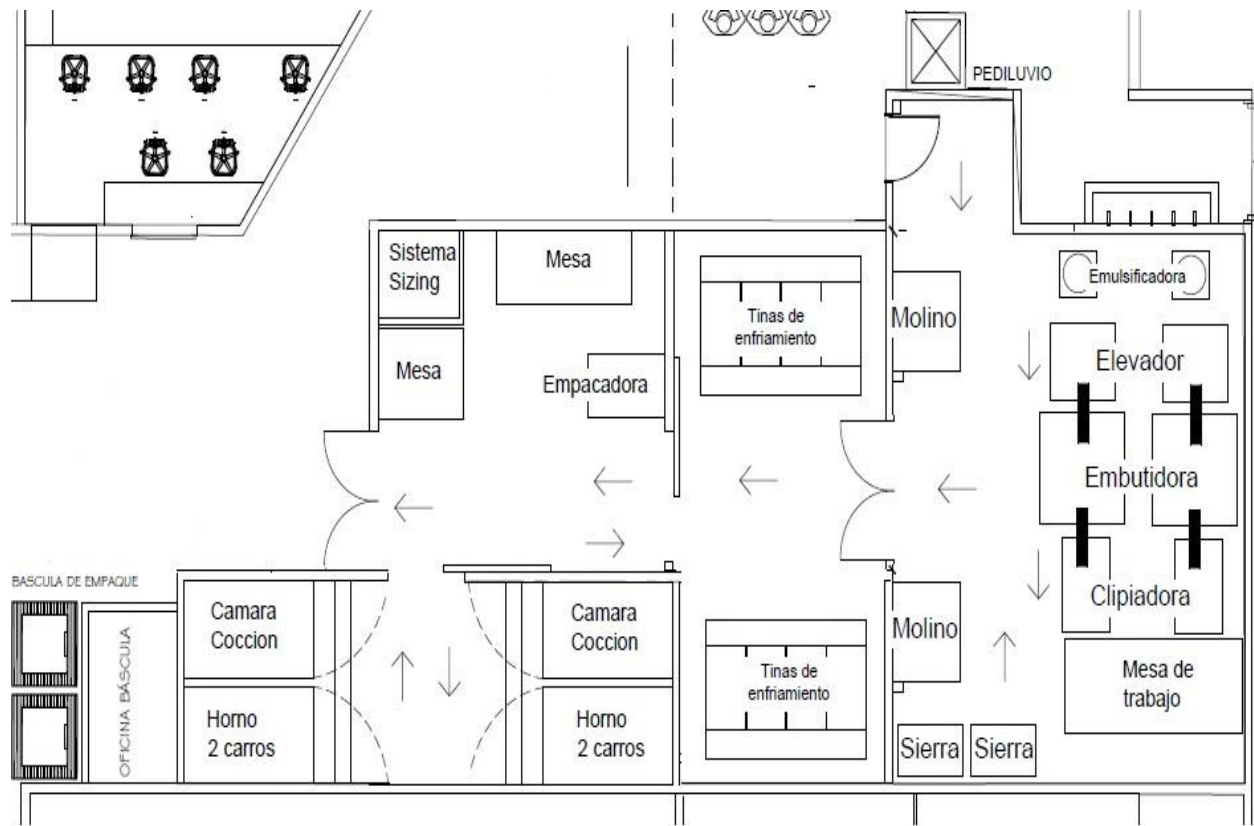 PEDILUVIO
Sistema
Sizing
Mesa
Mesa
Empacadora
Tinas de
enfriamiento
Molino
Emulsificadora
Elevador
Embutidora
Clipiadora
Mesa de
trabajo
Molino
Sierra
Sierra
Tinas de
enfriamiento
BASCULA DE EMPAQUE
OFICINA BÁSCULA
Camara
Coccion
Horno
2 carros
Camara
Coccion
Horno
2 carros